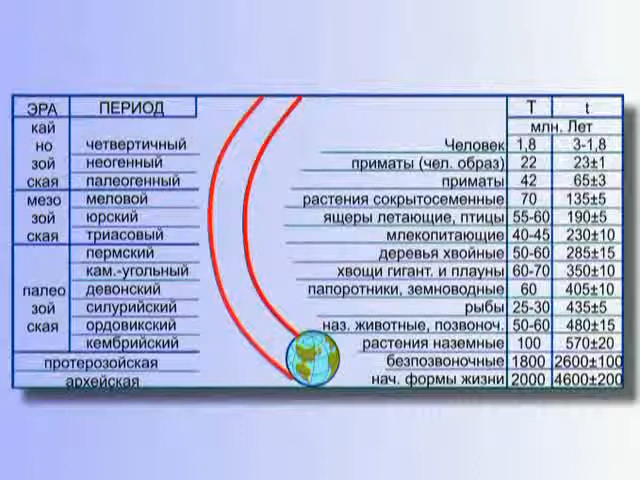 ЭРА ПЕРИОД T t
млн. Лет
кай
но четвертичный Человек 1,8 3-1,8
зой неогенный приматы (чел. образ) 22 23±1
ская палеогенный приматы 42 65±3
мезо меловой растения сокрытосеменные 70 135±5
зой юрский ящеры летающие, птицы 55-60 190±5
ская триасовый млекопитающие 40-45 230±10
пермский деревья хвойные 50-60 285±15
кам.-угольный хвощи гигант. и плауны 60-70 350±10
палео девонский папоротники, земноводные 60 405±10
зой силурийский рыбы 25-30 435±5
ская ордовикский наз. животные, позвоноч. 50-60 480±15
кембрийский растения наземные 100 570±20
протерозойская безпозвоночные 1800 2600±100
архейская нач. формы жизни 2000 4600±200